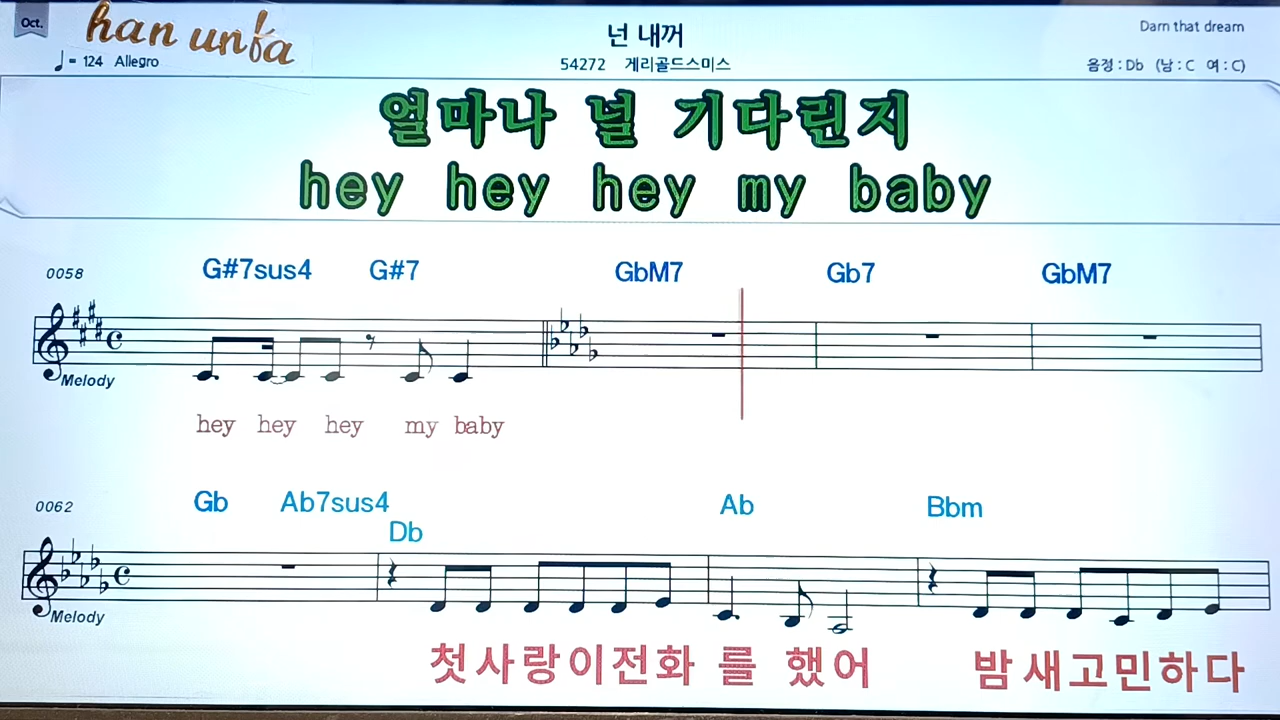 Oct.
han unfa
넌 내꺼
Darn that dream
♩= 124 Allegro
54272 게리골드스미스
음정 : Db (남 : C 여 : C)
얼마나 널 기다린지
hey hey hey my baby
0058 G#7sus4 G#7 GbM7 Gb7 GbM7
Melody
hey hey hey my baby
0062 Gb Ab7sus4 Db Ab Bbm
Melody
첫사랑이전화 를 했어 밤새고민하다